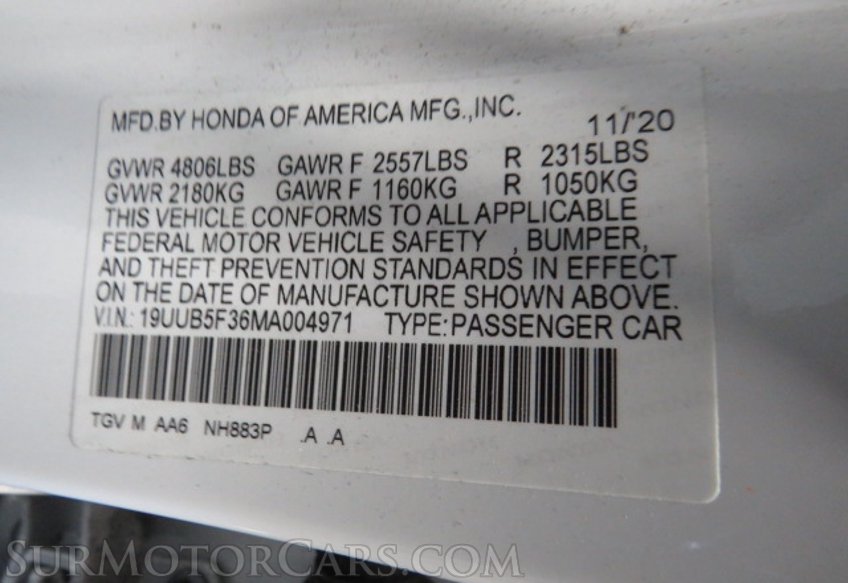 MFD.BY HONDA OF AMERICA MFG.,INC. 11/'20
GVWR 4806LBS GAWR F 2557LBS R 2315LBS
GVWR 2180KG GAWR F 1160KG R 1050KG
THIS VEHICLE CONFORMS TO ALL APPLICABLE
FEDERAL MOTOR VEHICLE SAFETY , BUMPER,
AND THEFT PREVENTION STANDARDS IN EFFECT
ON THE DATE OF MANUFACTURE SHOWN ABOVE.
V.I.N.: 19UUB5F36MA004971 TYPE:PASSENGER CAR
TGV M AA6 NH883P .A .A
SurMotorCars.com